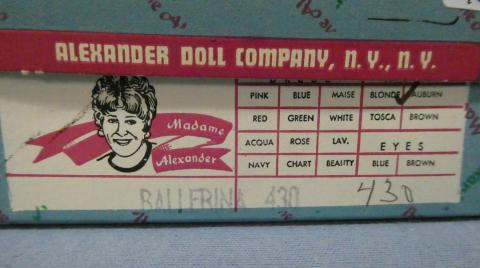 ALEXANDER DOLL COMPANY, N. Y., N. Y.
PINK BLUE MAISE BLONDE AUBURN
RED GREEN WHITE TOSCA BROWN
Madame
ACQUA ROSE LAV. EYES
Alexander
NAVY CHART BEAUTY BLUE BROWN
BALLERINA 430 430